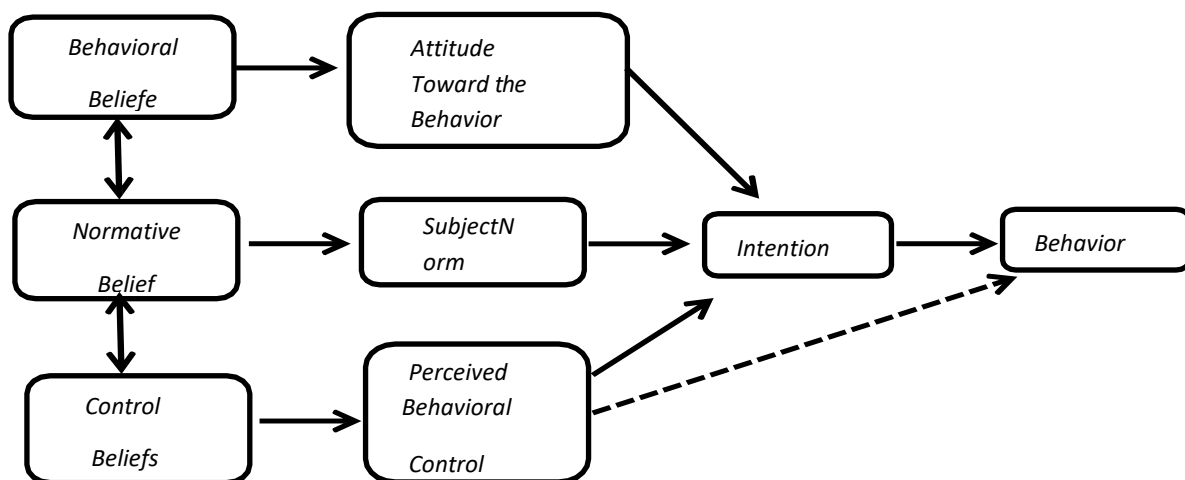 Behavioral
Beliefe
Attitude
Toward the
Behavior
Normative
Belief
SubjectN
orm
Intention
Behavior
Control
Beliefs
Perceived
Behavioral
Control